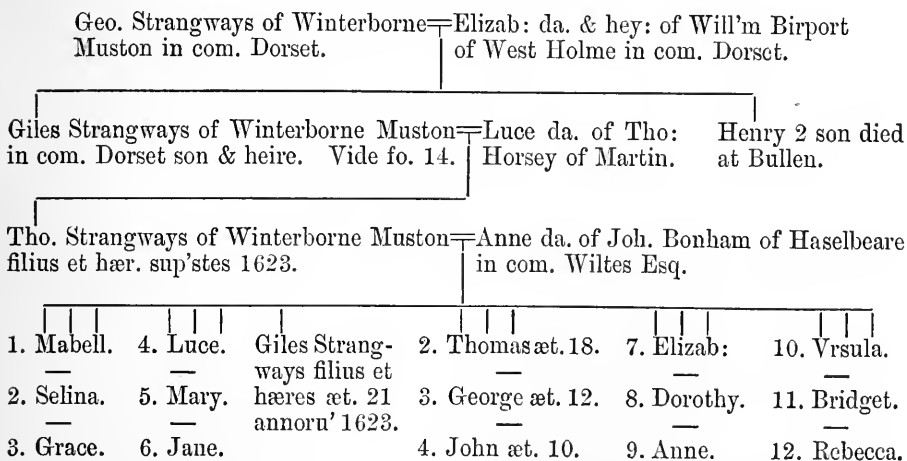 Geo. Strangways of Winterborne Muston in com. Dorset.
Elizab: da. & hey: of Will'm Birport
of West Holme in com. Dorset.
Giles Strangways of Winterborne Muston
in com. Dorset son & heire. Vide fo. 14.
Luce da. of Tho:
Horsey of Martin.
Henry 2 son died
at Bullen.
Tho. Strangways of Winterborne Muston
filius et hær. sup'stes 1623.
Anne da. of Joh. Bonham of Haselbeare
in com. Wiltes Esq.
1. Mabell.
2. Selina.
3. Grace.
4. Luce.
5. Mary.
6. Jane.
Giles Strang-
ways filius et
hæres æt. 21
annoru' 1623.
2. Thomas æt. 18.
3. George æt. 12.
4. John æt. 10.
7. Elizab:
8. Dorothy.
9. Anne.
10. Vrsula.
11. Bridget.
12. Rebecca.